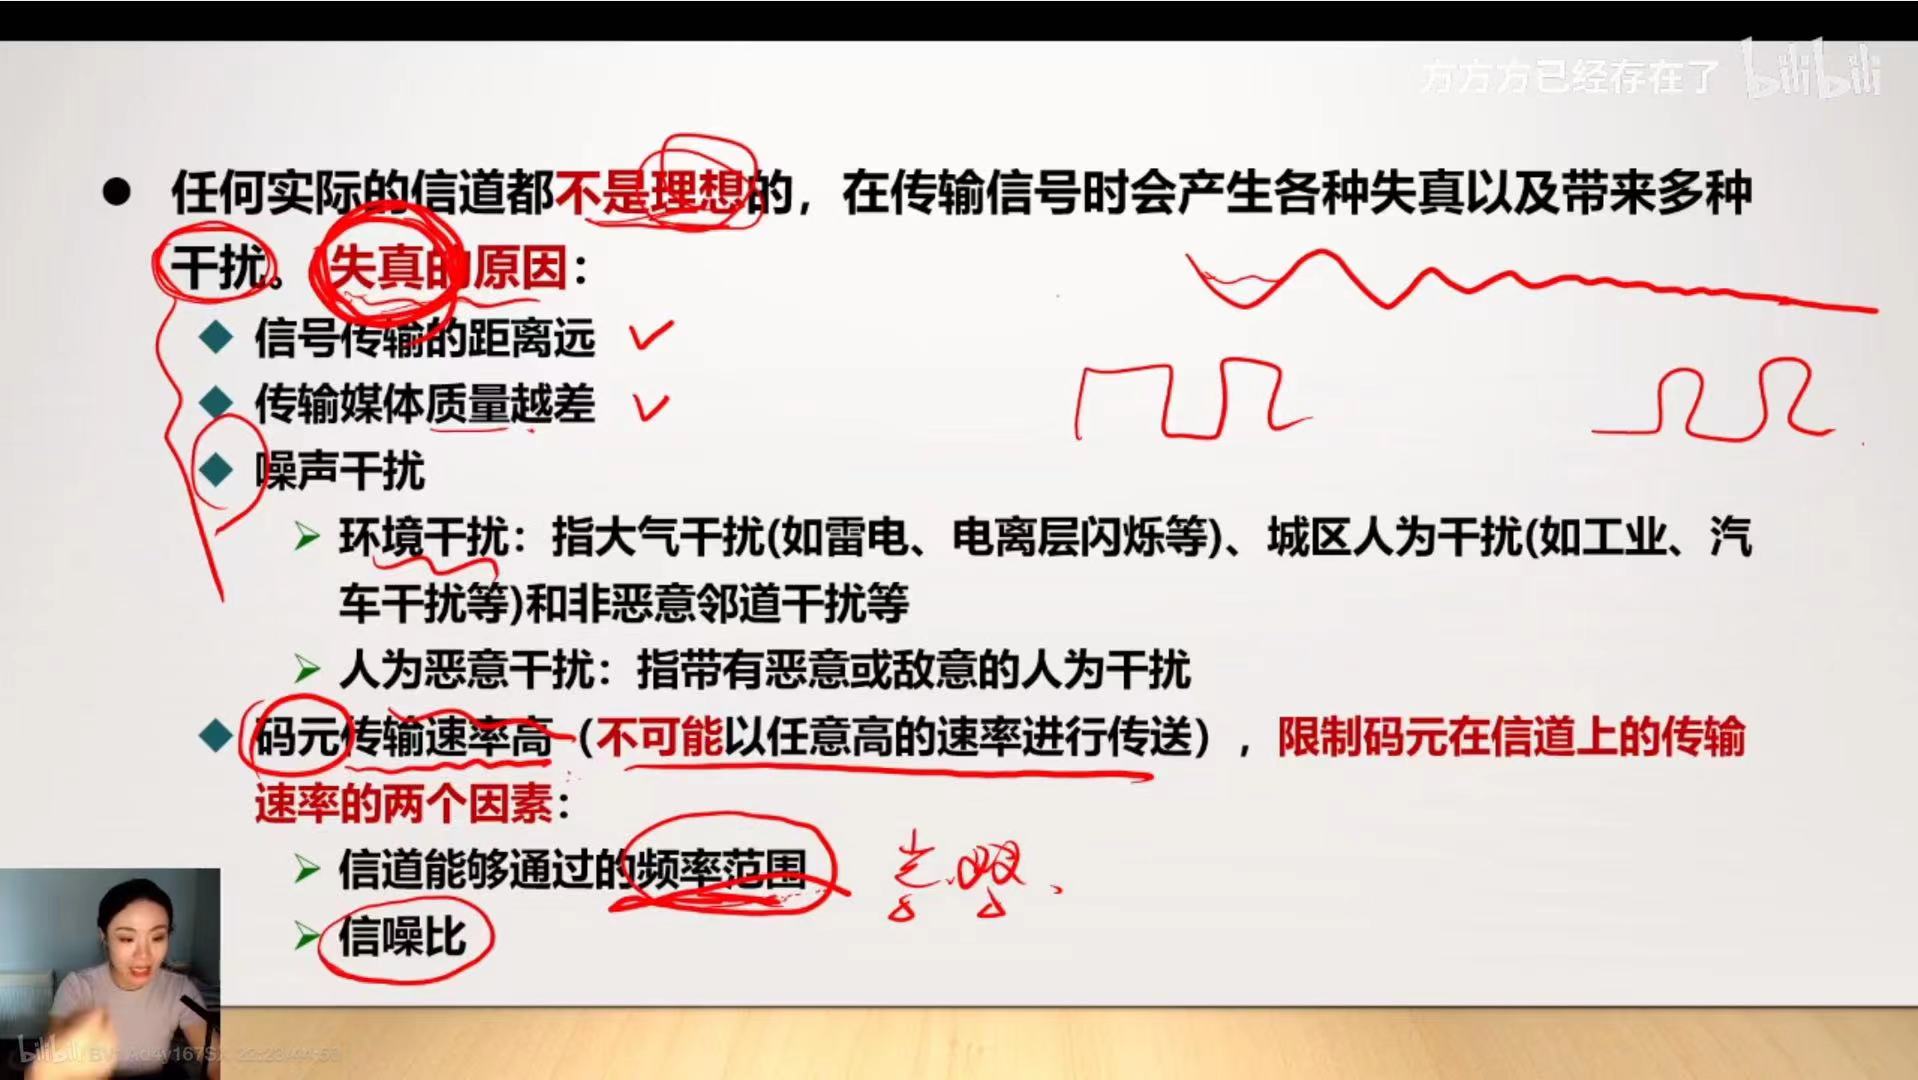 方方方已经存在了 bilibili
任何实际的信道都不是理想的，在传输信号时会产生各种失真以及带来多种
干扰。失真的原因：
信号传输的距离远
传输媒体质量越差
噪声干扰
环境干扰：指大气干扰(如雷电、电离层闪烁等)、城区人为干扰(如工业、汽
车干扰等)和非恶意邻道干扰等
人为恶意干扰：指带有恶意或敌意的人为干扰
码元传输速率高（不可能以任意高的速率进行传送），限制码元在信道上的传输
速率的两个因素：
信道能够通过的频率范围
信噪比
bilibili